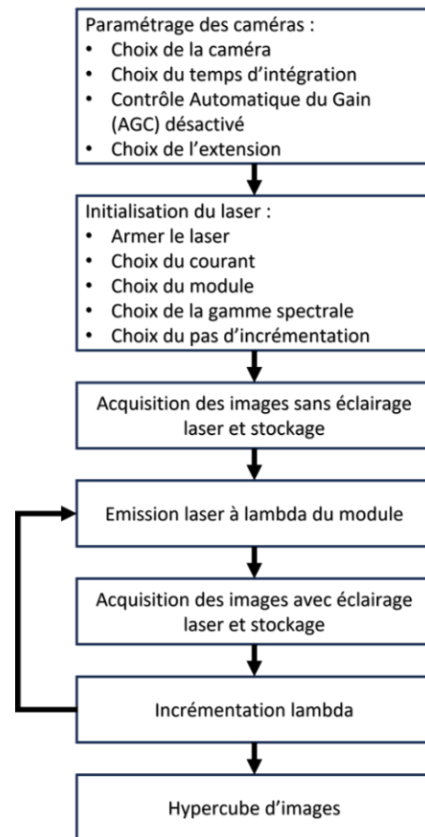 Paramétrage des caméras :
• Choix de la caméra
• Choix du temps d'intégration
• Contrôle Automatique du Gain
(AGC) désactivé
• Choix de l'extension
Initialisation du laser :
• Armer le laser
• Choix du courant
• Choix du module
• Choix de la gamme spectrale
• Choix du pas d'incrémentation
Acquisition des images sans éclairage
laser et stockage
Emission laser à lambda du module
Acquisition des images avec éclairage
laser et stockage
Incrémentation lambda
Hypercube d'images